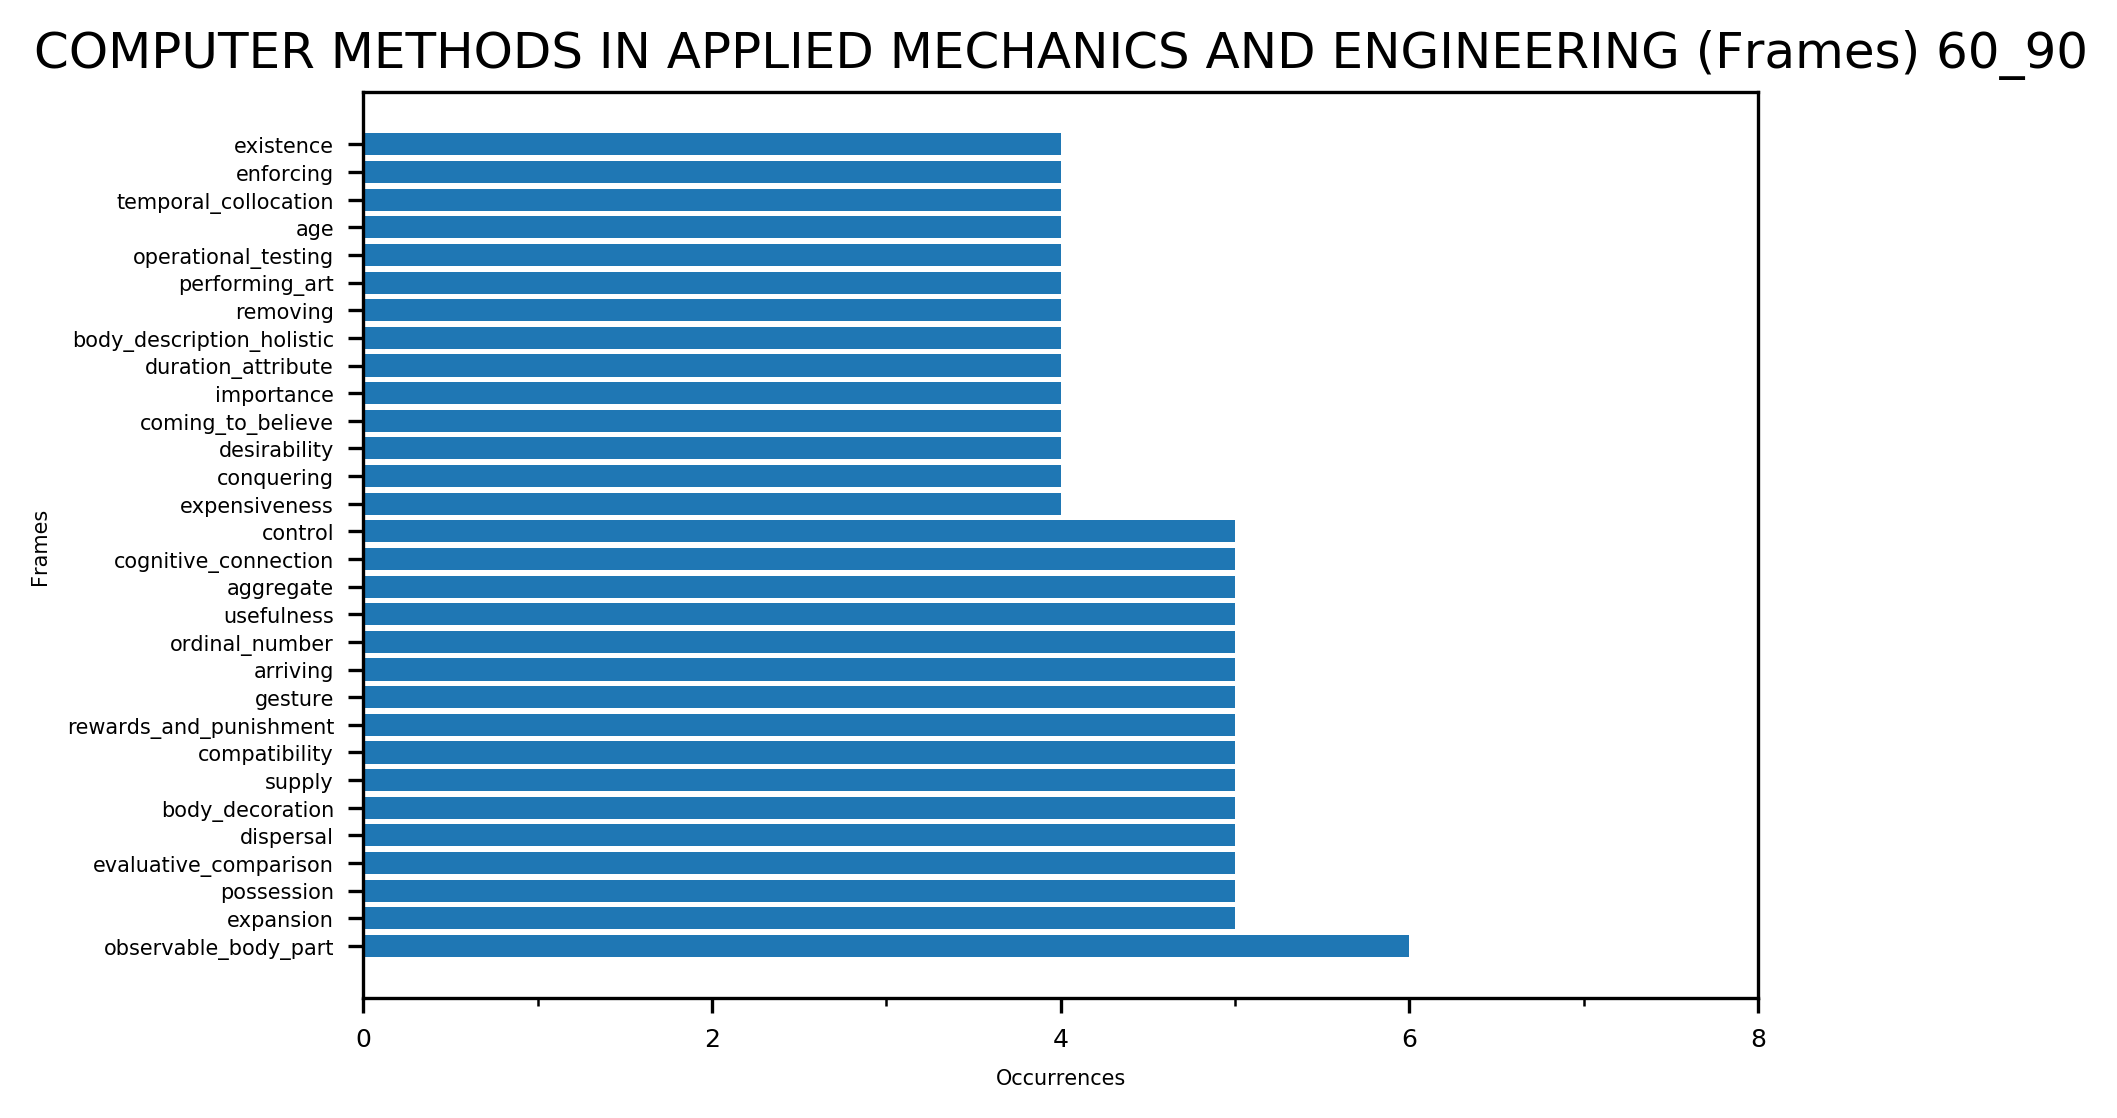 COMPUTER METHODS IN APPLIED MECHANICS AND ENGINEERING (Frames) 60_90
existence
enforcing
temporal_collocation
age
operational_testing
performing_art
removing
body_description_holistic
duration_attribute
importance
coming_to_believe
desirability
conquering
expensiveness
control
cognitive_connection
aggregate
usefulness
ordinal_number
arriving
gesture
rewards_and_punishment
compatibility
supply
body_decoration
dispersal
evaluative_comparison
possession
expansion
observable_body_part
Frames
0 2 4 6 8
Occurrences